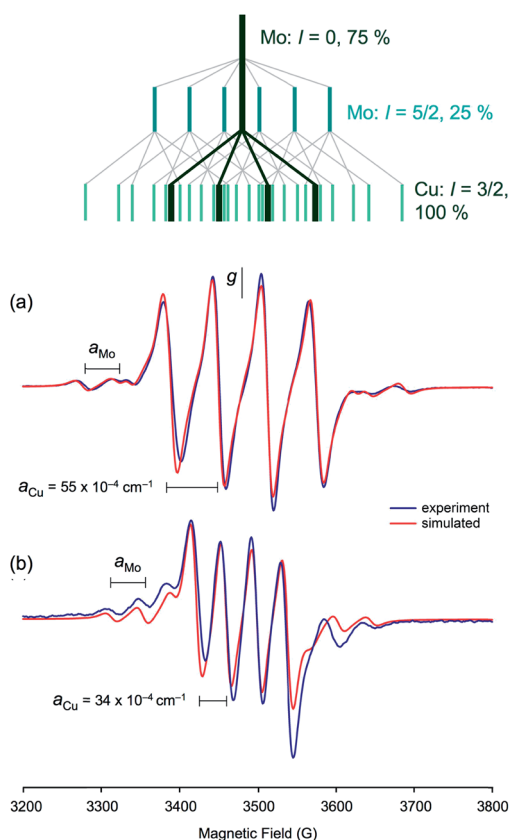 Mo: I = 0, 75 %
Mo: I = 5/2, 25 %
Cu: I = 3/2,
100 %
(a)
g
aMo
aCu = 55 x 10⁻⁴ cm⁻¹
experiment
simulated
(b)
aMo
aCu = 34 x 10⁻⁴ cm⁻¹
3200 3300 3400 3500 3600 3700 3800
Magnetic Field (G)